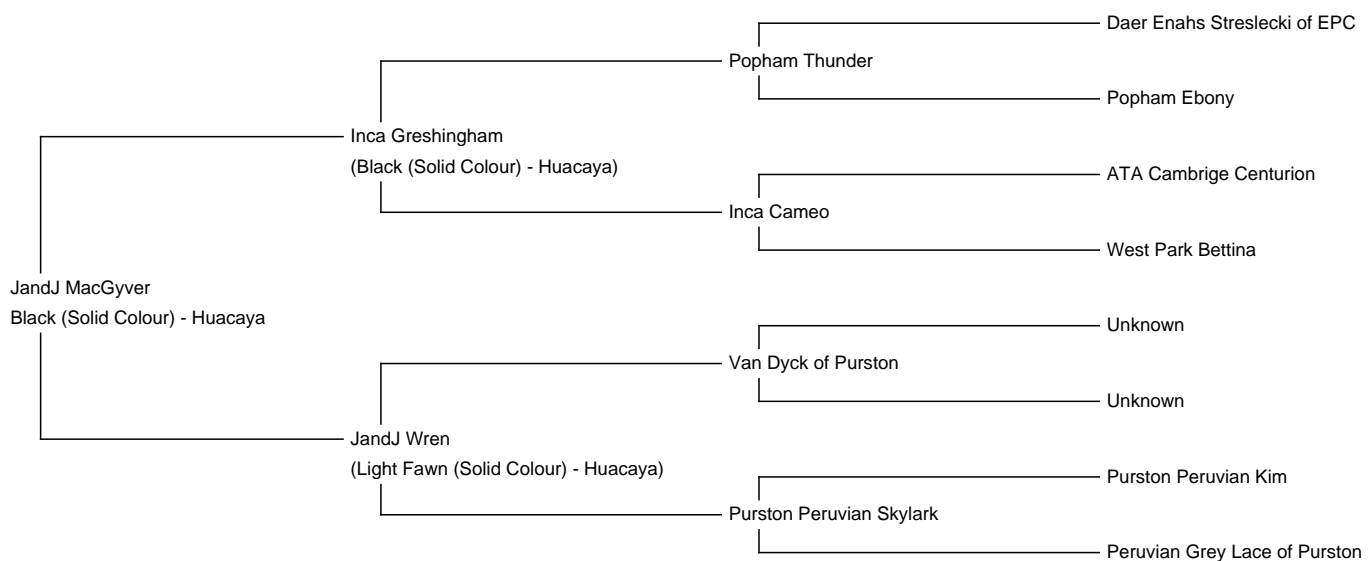 Daer Enahs Streslecki of EPC
Popham Thunder
Popham Ebony
Inca Greshingham
(Black (Solid Colour) - Huacaya)
ATA Cambrige Centurion
Inca Cameo
West Park Bettina
JandJ MacGyver
Black (Solid Colour) - Huacaya
Unknown
Van Dyck of Purston
Unknown
JandJ Wren
(Light Fawn (Solid Colour) - Huacaya)
Purston Peruvian Kim
Purston Peruvian Skylark
Peruvian Grey Lace of Purston